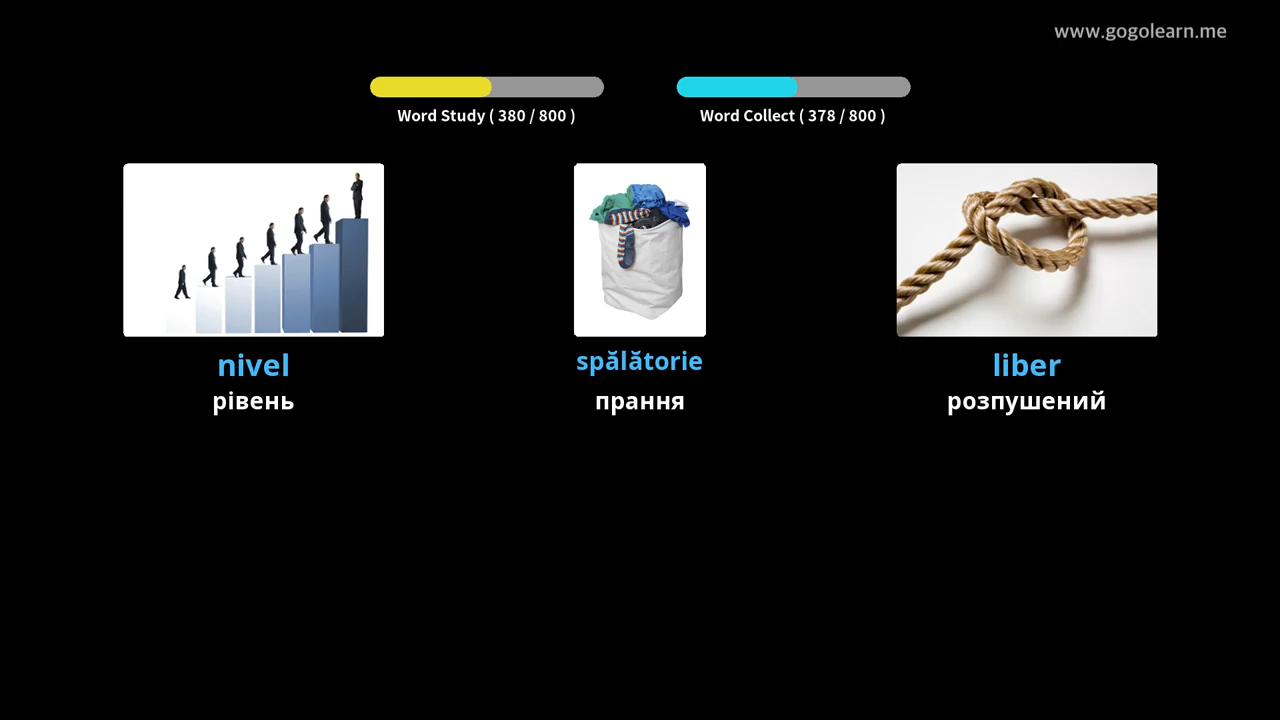 www.gogolearn.me
Word Study ( 380 / 800 )
Word Collect ( 378 / 800 )
nivel
рівень
spălătorie
прання
liber
розпушений